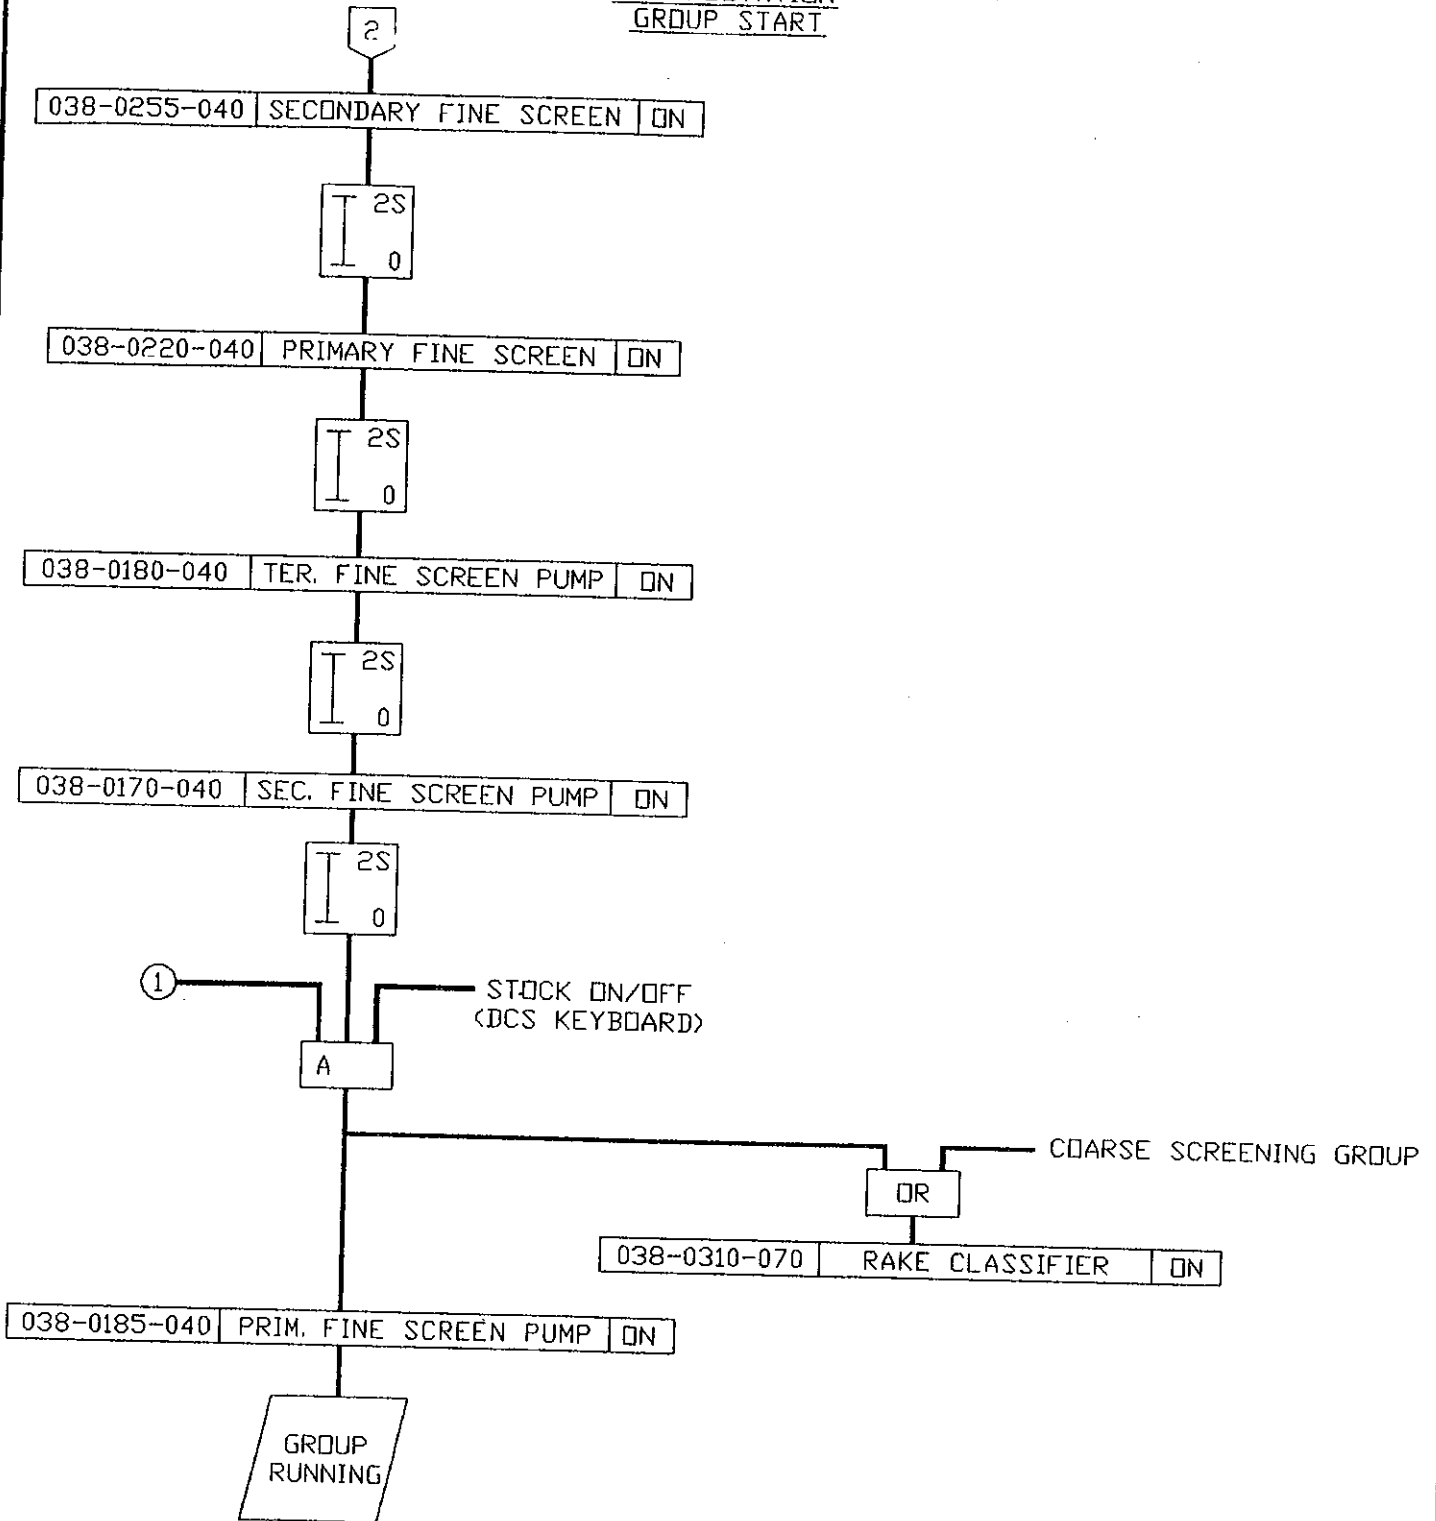 GROUP START
2
038-0255-040 SECONDARY FINE SCREEN ON
2S
0
038-0220-040 PRIMARY FINE SCREEN ON
2S
0
038-0180-040 TER. FINE SCREEN PUMP ON
2S
0
038-0170-040 SEC. FINE SCREEN PUMP ON
2S
0
1
STOCK ON/OFF
(DCS KEYBOARD)
A
COARSE SCREENING GROUP
OR
038-0310-070 RAKE CLASSIFIER ON
038-0185-040 PRIM. FINE SCREEN PUMP ON
GROUP
RUNNING